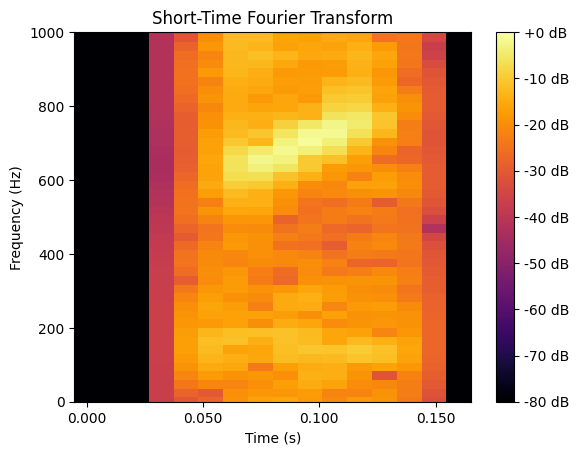 Short-Time Fourier Transform
1000
800
600
400
200
0
Frequency (Hz)
0.000
0.050
0.100
0.150
Time (s)
+0 dB
-10 dB
-20 dB
-30 dB
-40 dB
-50 dB
-60 dB
-70 dB
-80 dB